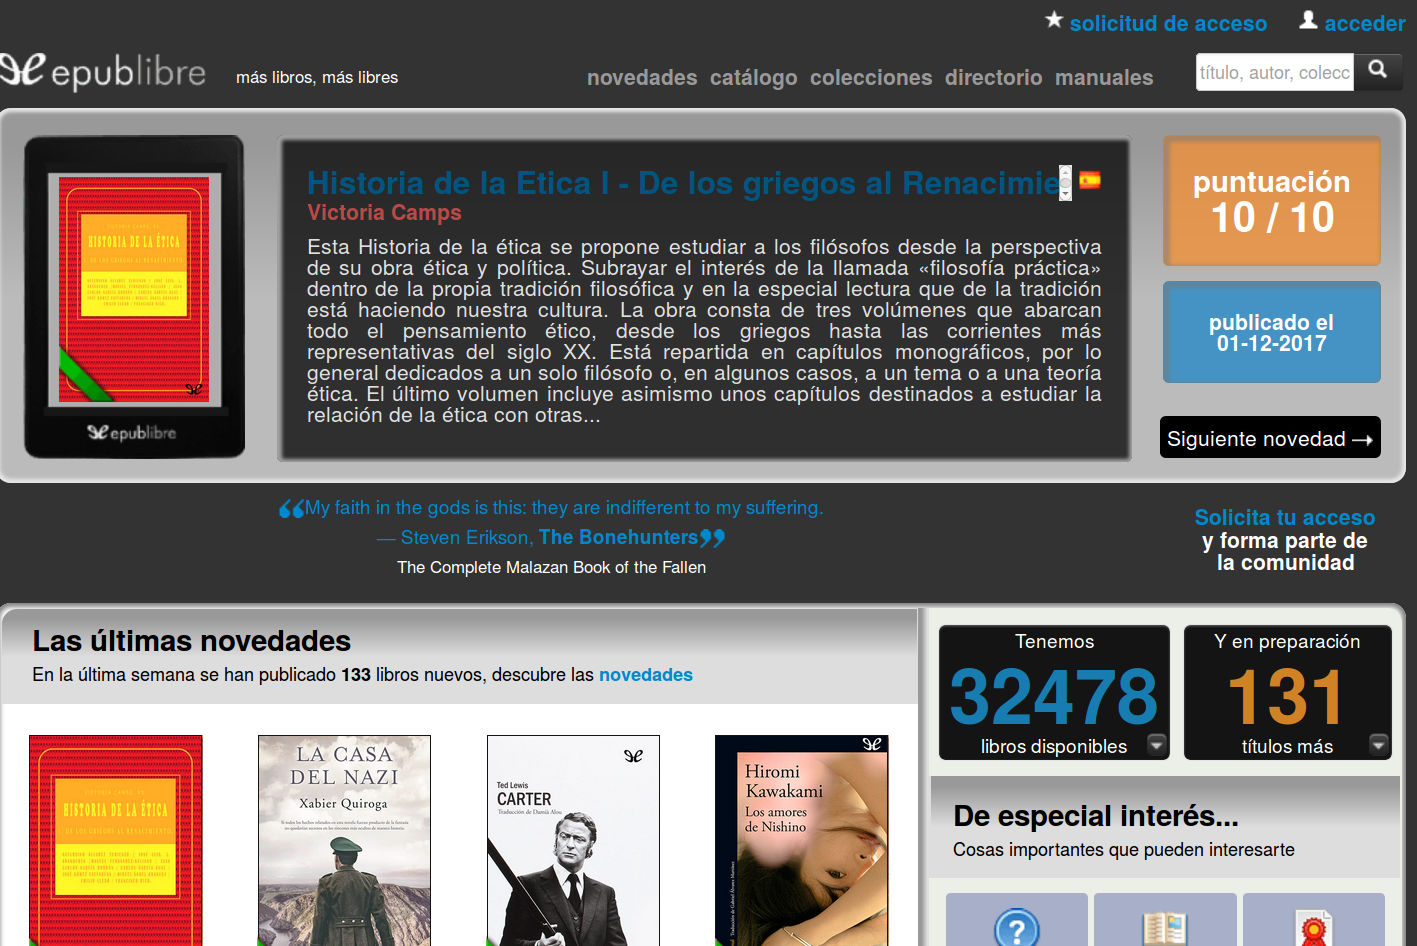 solicitud de acceso acceder
epublibre más libros, más libres novedades catálogo colecciones directorio manuales título, autor, colecc
Historia de la Etica I - De los griegos al Renacimie
Victoria Camps
Esta Historia de la ética se propone estudiar a los filósofos desde la perspectiva
de su obra ética y política. Subrayar el interés de la llamada «filosofía práctica»
dentro de la propia tradición filosófica y en la especial lectura que de la tradición
está haciendo nuestra cultura. La obra consta de tres volúmenes que abarcan
todo el pensamiento ético, desde los griegos hasta las corrientes más
representativas del siglo XX. Está repartida en capítulos monográficos, por lo
general dedicados a un solo filósofo o, en algunos casos, a un tema o a una teoría
ética. El último volumen incluye asimismo unos capítulos destinados a estudiar la
relación de la ética con otras...
HISTORIA DE LA ÉTICA
epublibre
puntuación
10 / 10
publicado el
01-12-2017
Siguiente novedad →
❝My faith in the gods is this: they are indifferent to my suffering.
— Steven Erikson, The Bonehunters❞
The Complete Malazan Book of the Fallen
Solicita tu acceso
y forma parte de
la comunidad
Las últimas novedades
En la última semana se han publicado 133 libros nuevos, descubre las novedades
HISTORIA DE LA ÉTICA
I. DE LOS GRIEGOS AL RENACIMIENTO
LA CASA
DEL NAZI
Xabier Quiroga
Ted Lewis
CARTER
Traducción de Damià Alou
Hiromi
Kawakami
Los amores
de Nishino
Tenemos
32478
libros disponibles
Y en preparación
131
títulos más
De especial interés...
Cosas importantes que pueden interesarte